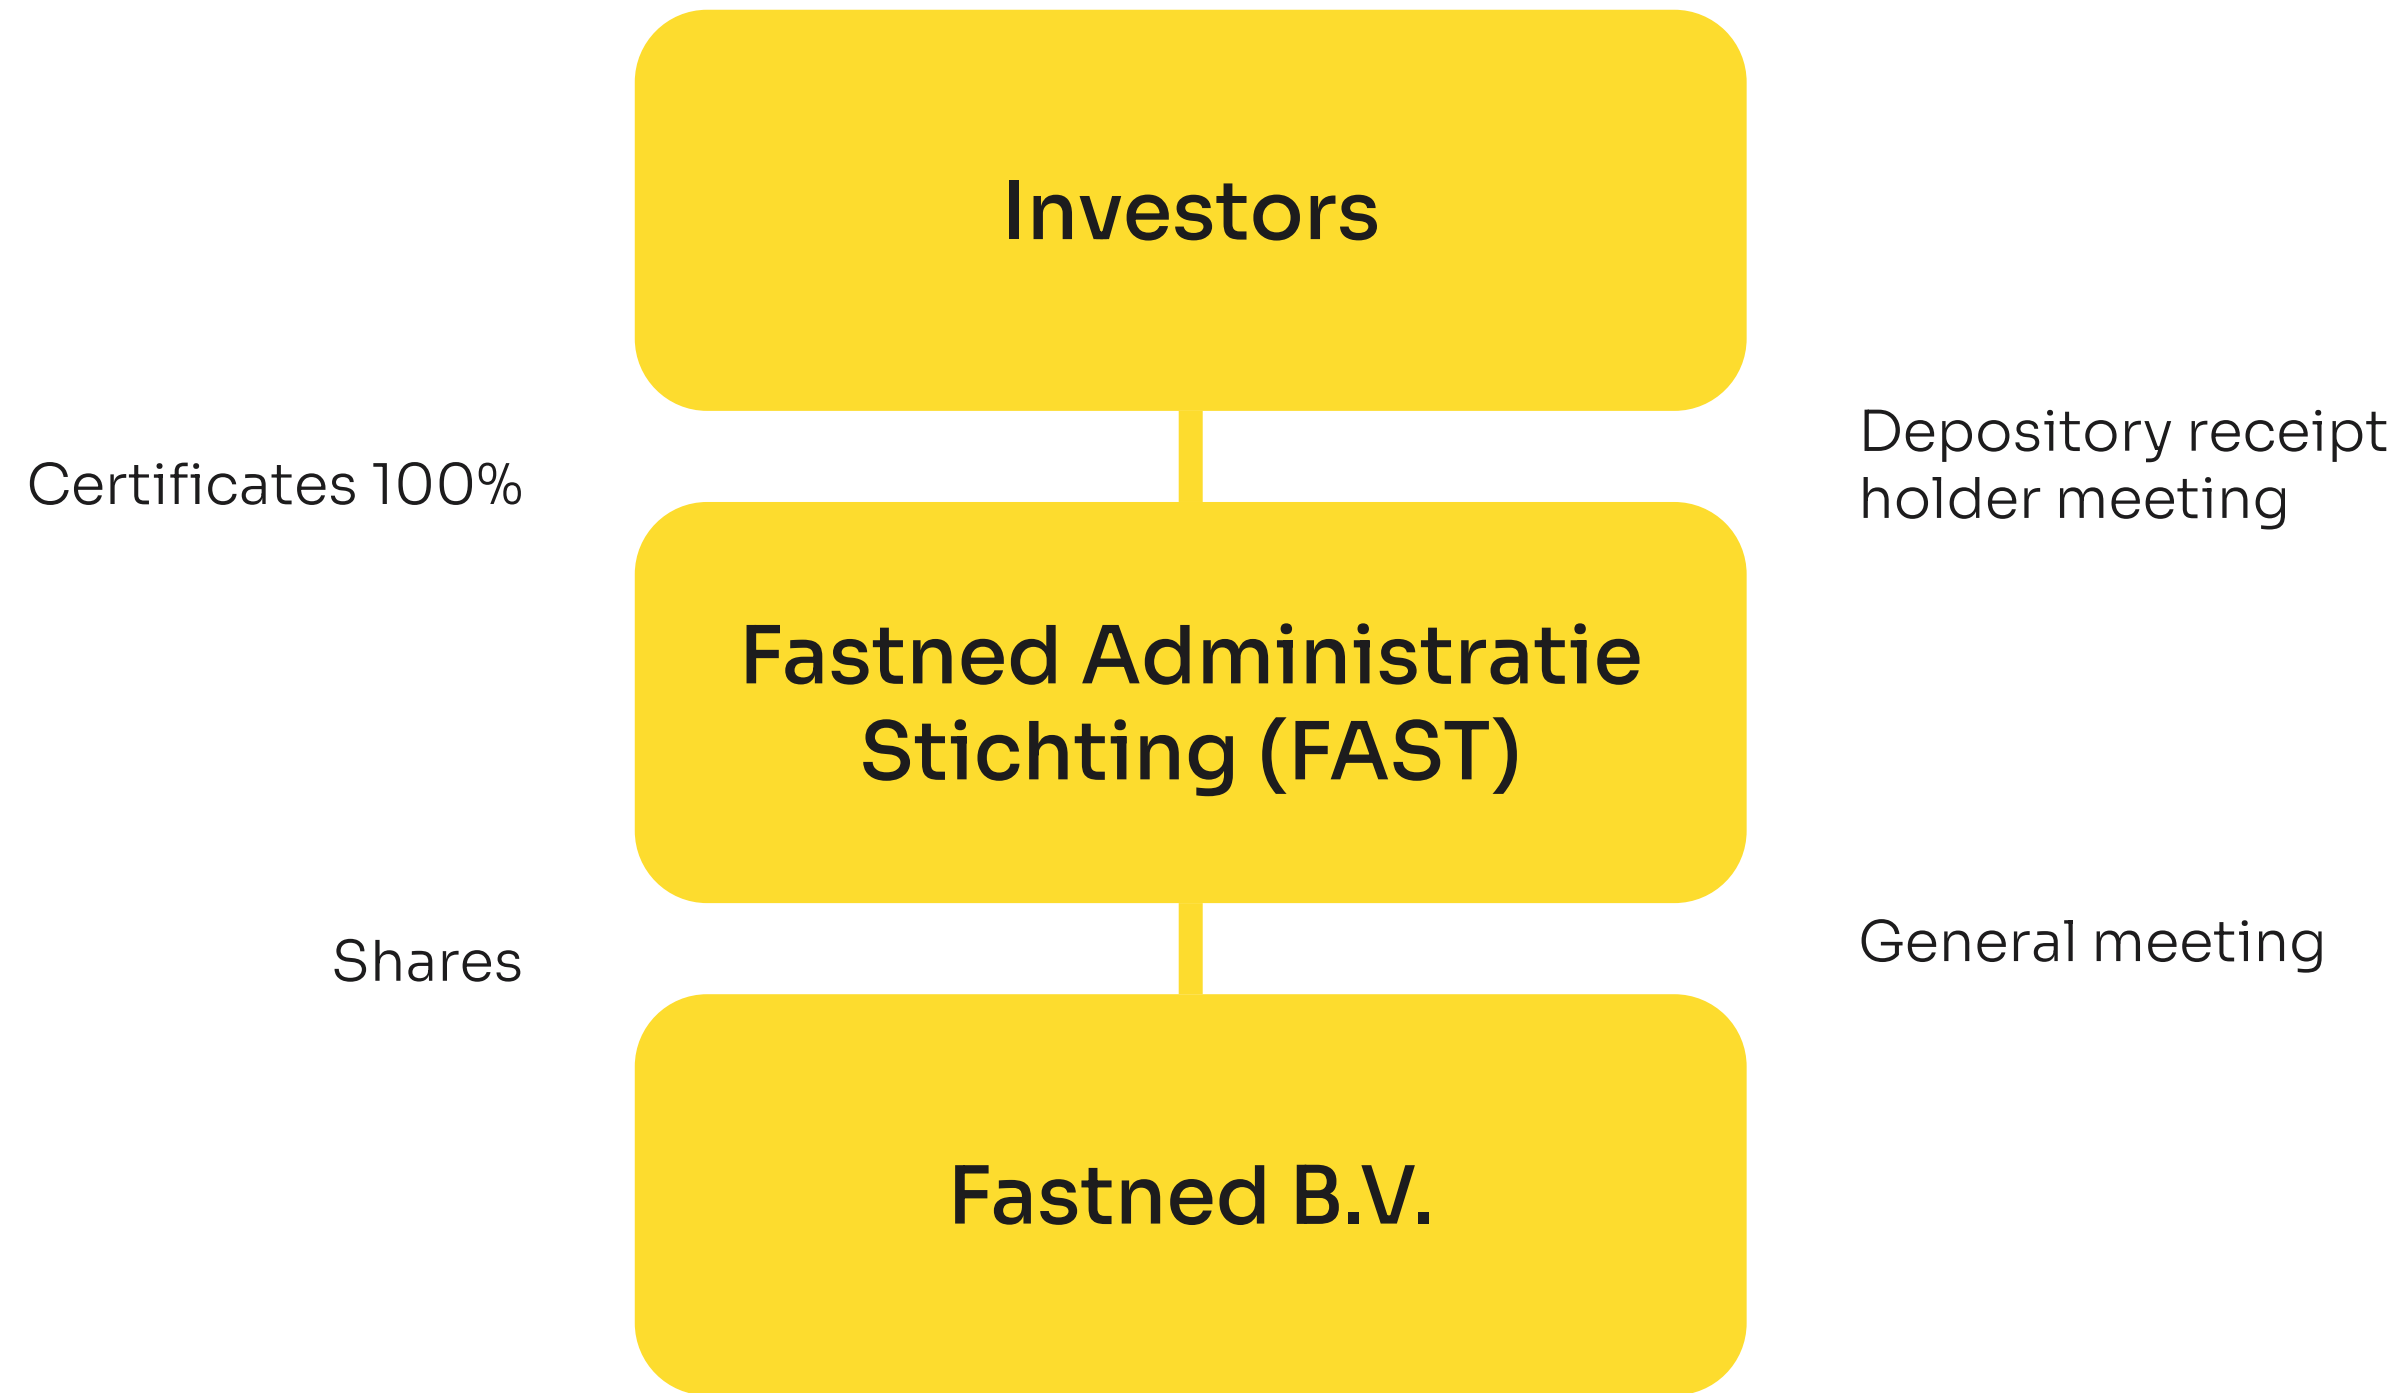 Investors
Certificates 100%
Depository receipt
holder meeting
Fastned Administratie
Stichting (FAST)
Shares
General meeting
Fastned B.V.